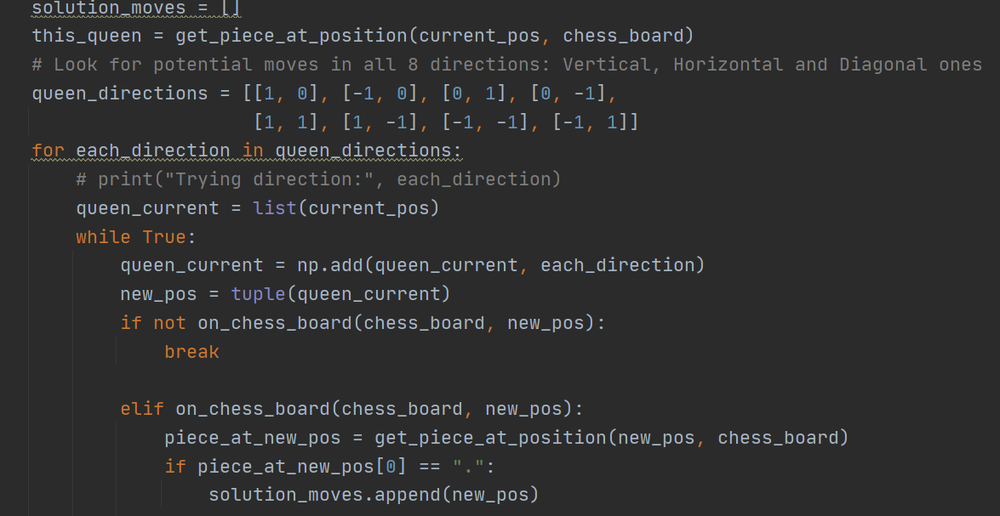 solution_moves = []
this_queen = get_piece_at_position(current_pos, chess_board)
# Look for potential moves in all 8 directions: Vertical, Horizontal and Diagonal ones
queen_directions = [[1, 0], [-1, 0], [0, 1], [0, -1],
                    [1, 1], [1, -1], [-1, -1], [-1, 1]]
for each_direction in queen_directions:
    # print("Trying direction:", each_direction)
    queen_current = list(current_pos)
    while True:
        queen_current = np.add(queen_current, each_direction)
        new_pos = tuple(queen_current)
        if not on_chess_board(chess_board, new_pos):
            break

        elif on_chess_board(chess_board, new_pos):
            piece_at_new_pos = get_piece_at_position(new_pos, chess_board)
            if piece_at_new_pos[0] == ".":
                solution_moves.append(new_pos)